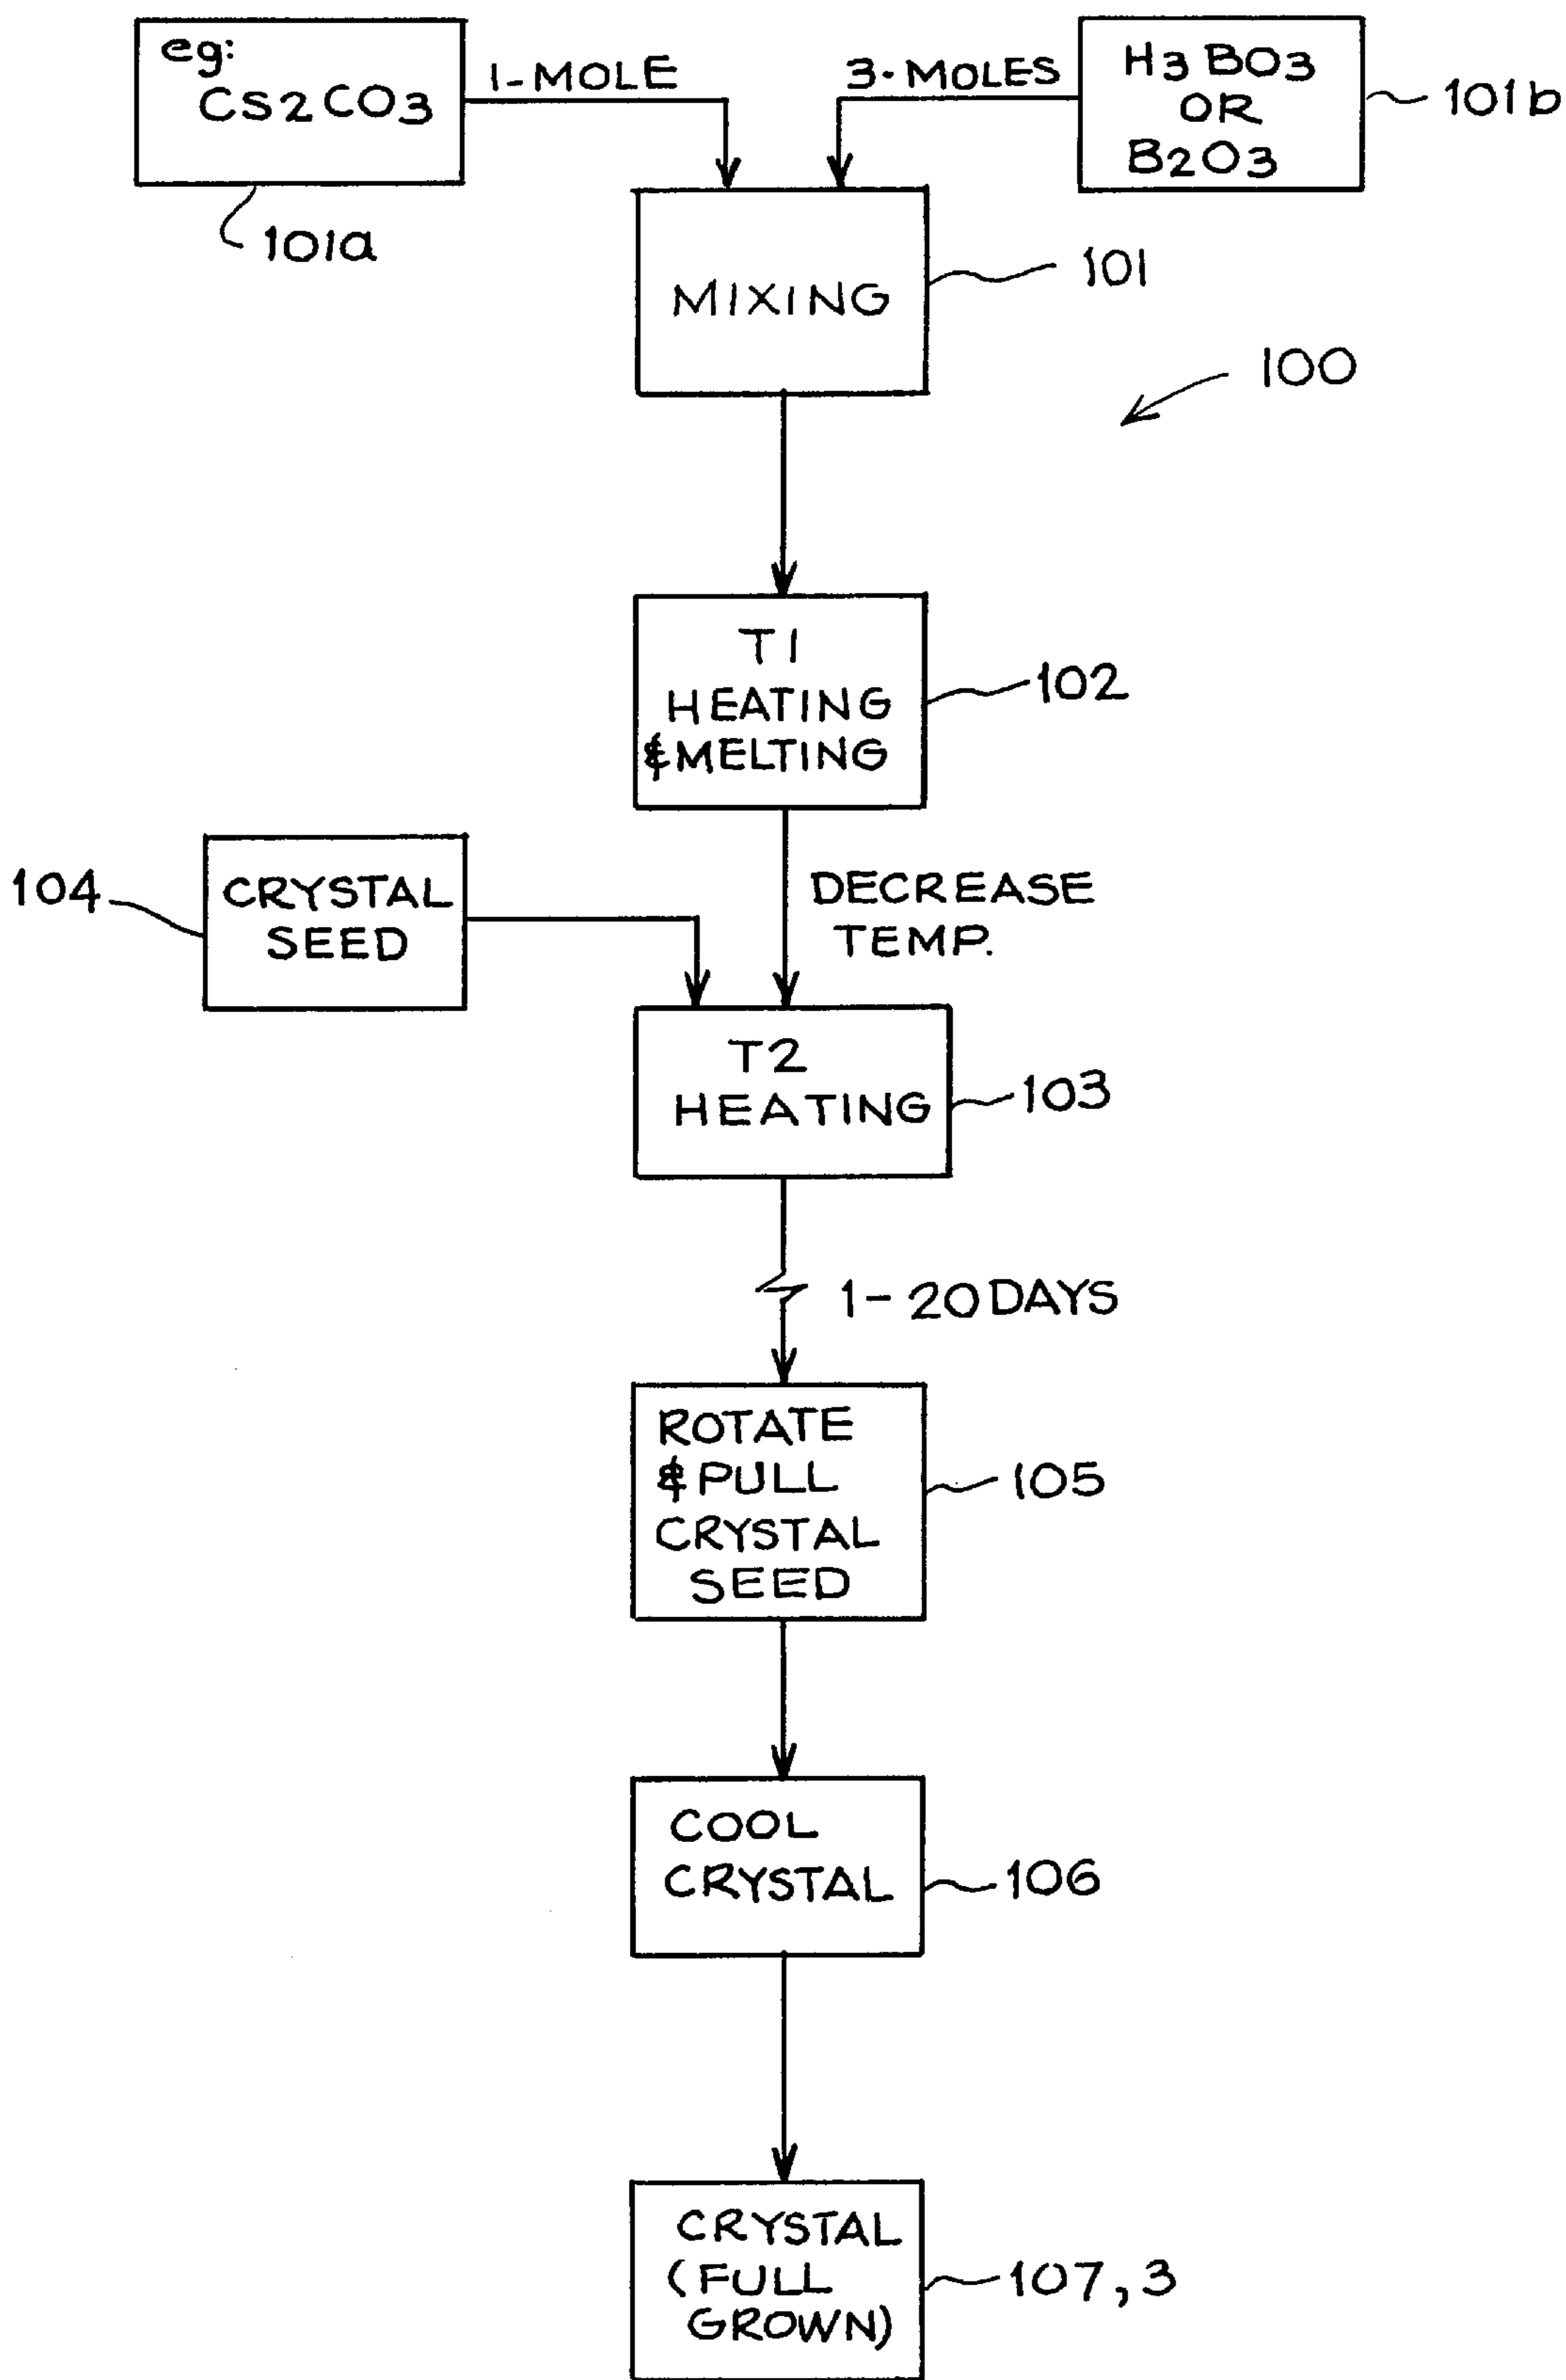 eg:
Cs2CO3
1-MOLE
3-MOLES
H3BO3
OR
B2O3
101b
101a
MIXING
101
100
T1
HEATING
& MELTING
102
DECREASE
TEMP.
104
CRYSTAL
SEED
T2
HEATING
103
1-20 DAYS
ROTATE
& PULL
CRYSTAL
SEED
105
COOL
CRYSTAL
106
CRYSTAL
(FULL
GROWN)
107, 3